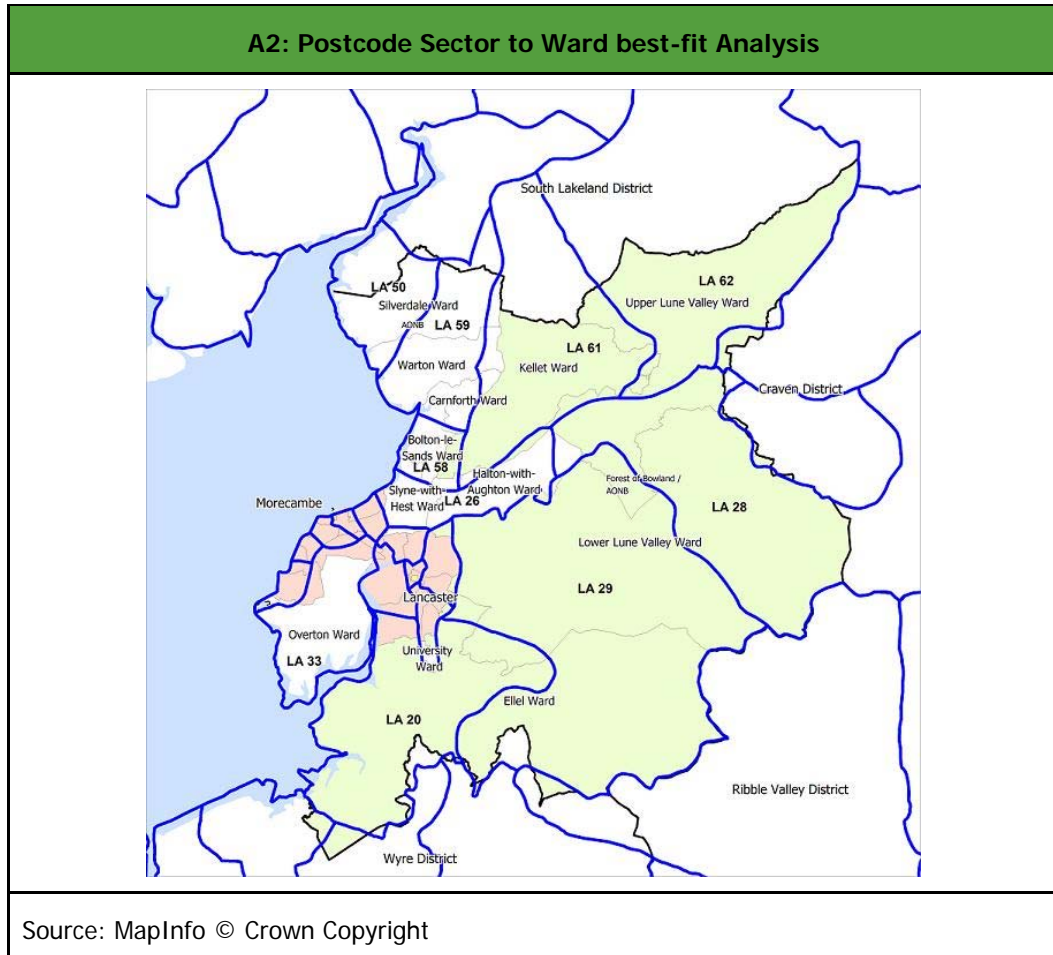 A2: Postcode Sector to Ward best-fit Analysis
South Lakeland District
LA 62
Upper Lune Valley Ward
LA 50
Silverdale Ward
AONB
LA 59
LA 61
Warton Ward
Kellet Ward
Craven District
Carnforth Ward
Bolton-le-
Sands Ward
LA 58
Halton-with-
Aughton Ward
Slyne-with-
Hest Ward
LA 26
Forest of Bowland /
AONB
Morecambe
LA 28
Lower Lune Valley Ward
LA 29
Lancaster
Overton Ward
LA 33
University
Ward
Ellel Ward
LA 20
Ribble Valley District
Wyre District
Source: MapInfo © Crown Copyright